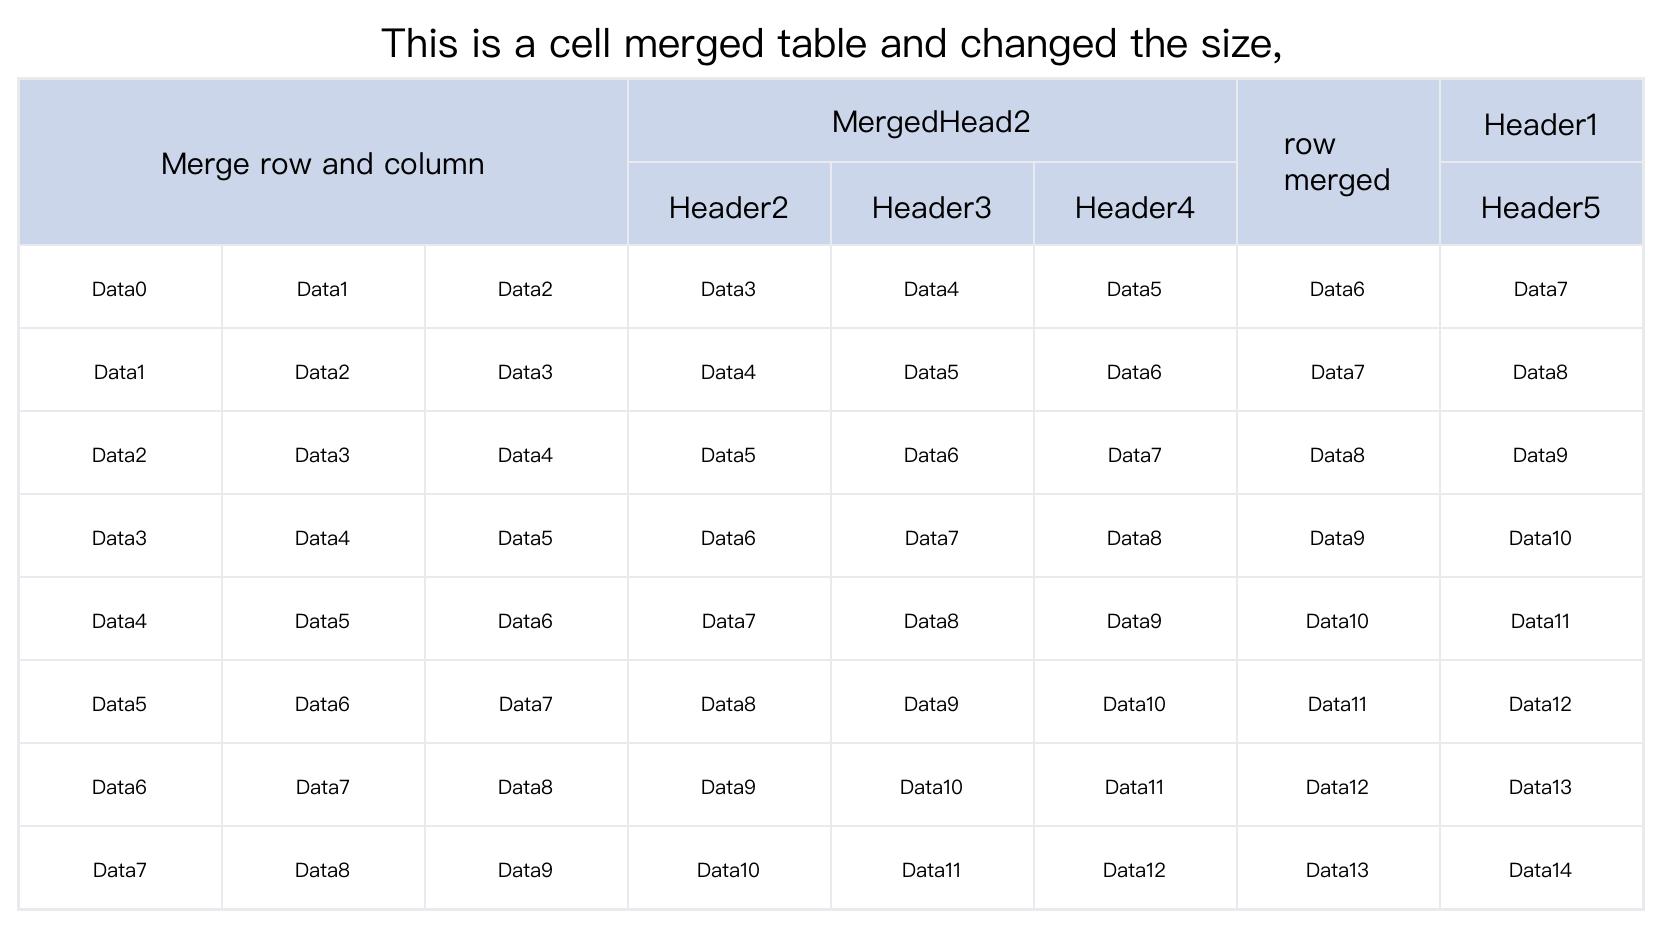 This is a cell merged table and changed the size,
Merge row and column MergedHead2 row merged Header1
Header2 Header3 Header4 Header5
Data0 Data1 Data2 Data3 Data4 Data5 Data6 Data7
Data1 Data2 Data3 Data4 Data5 Data6 Data7 Data8
Data2 Data3 Data4 Data5 Data6 Data7 Data8 Data9
Data3 Data4 Data5 Data6 Data7 Data8 Data9 Data10
Data4 Data5 Data6 Data7 Data8 Data9 Data10 Data11
Data5 Data6 Data7 Data8 Data9 Data10 Data11 Data12
Data6 Data7 Data8 Data9 Data10 Data11 Data12 Data13
Data7 Data8 Data9 Data10 Data11 Data12 Data13 Data14